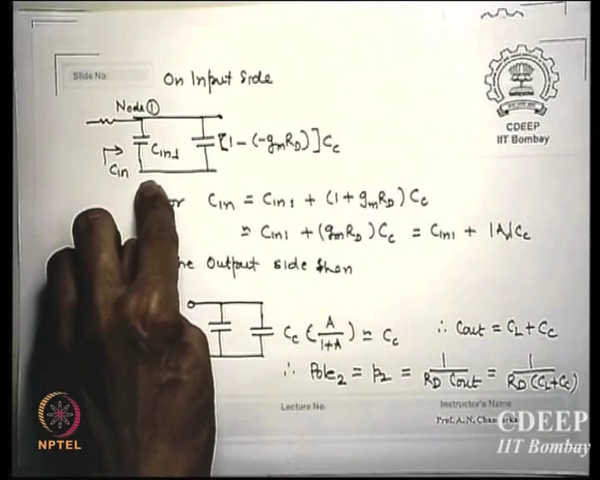 Slide No.
On Input Side
Node ①
Cin1
[1 - (-gmRD)] Cc
Cin
Cin = Cin1 + (1 + gmRD) Cc
≈ Cin1 + (gmRD) Cc = Cin1 + |Av| Cc
Output side then
Cc (A/1+A) ≈ Cc ∴ Cout = CL + Cc
∴ Pole2 = p2 = 1/RD Cout = 1/RD (CL+Cc)
Lecture No.
Instructor's Name
CDEEP
IIT Bombay
NPTEL
CDEEP
IIT Bombay